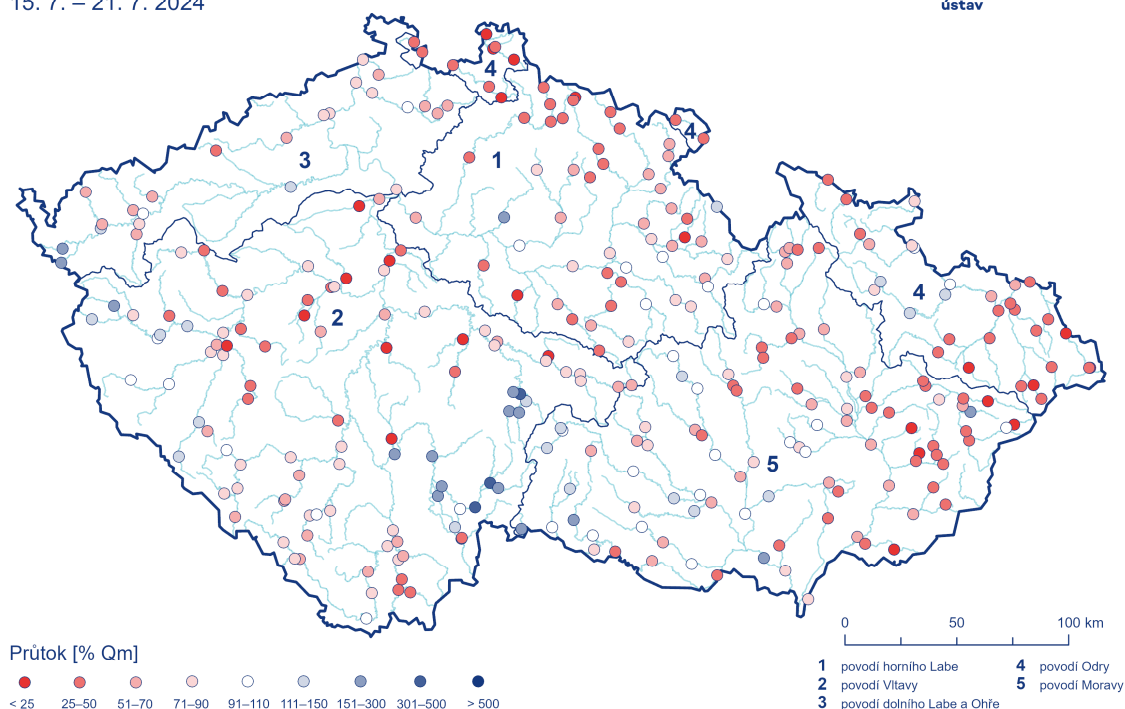 15. 7. – 21. 7. 2024
ústav
4
4
3
1
4
2
5
0 50 100 km
Průtok [% Qm]
< 25 25–50 51–70 71–90 91–110 111–150 151–300 301–500 > 500
1 povodí horního Labe
2 povodí Vltavy
3 povodí dolního Labe a Ohře
4 povodí Odry
5 povodí Moravy